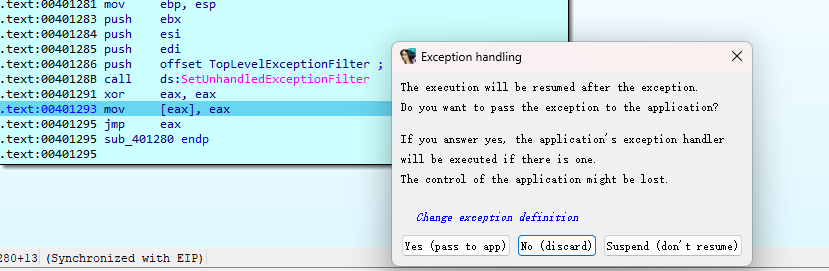 .text:00401281 mov ebp, esp
.text:00401283 push ebx
.text:00401284 push esi
.text:00401285 push edi
.text:00401286 push offset TopLevelExceptionFilter ;
.text:0040128B call ds:SetUnhandledExceptionFilter
.text:00401291 xor eax, eax
.text:00401293 mov [eax], eax
.text:00401295 jmp eax
.text:00401295 sub_401280 endp
.text:00401295
280+13 (Synchronized with EIP)
Exception handling
The execution will be resumed after the exception.
Do you want to pass the exception to the application?
If you answer yes, the application's exception handler
will be executed if there is one.
The control of the application might be lost.
Change exception definition
Yes (pass to app) No (discard) Suspend (don't resume)